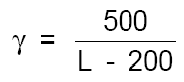 γ = 500 / (L - 200)